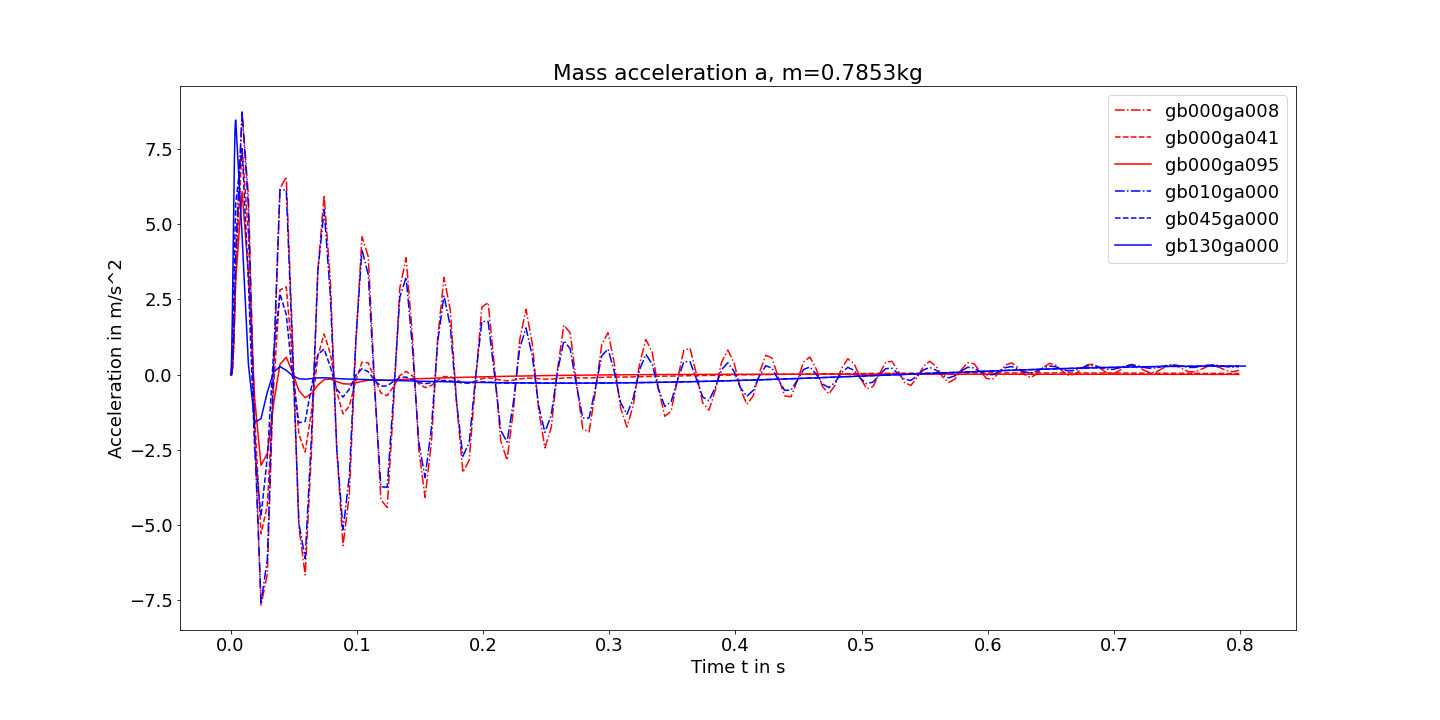 Mass acceleration a, m=0.7853kg
gb000ga008
gb000ga041
gb000ga095
gb010ga000
gb045ga000
gb130ga000
Acceleration in m/s^2
7.5
5.0
2.5
0.0
−2.5
−5.0
−7.5
0.0 0.1 0.2 0.3 0.4 0.5 0.6 0.7 0.8
Time t in s